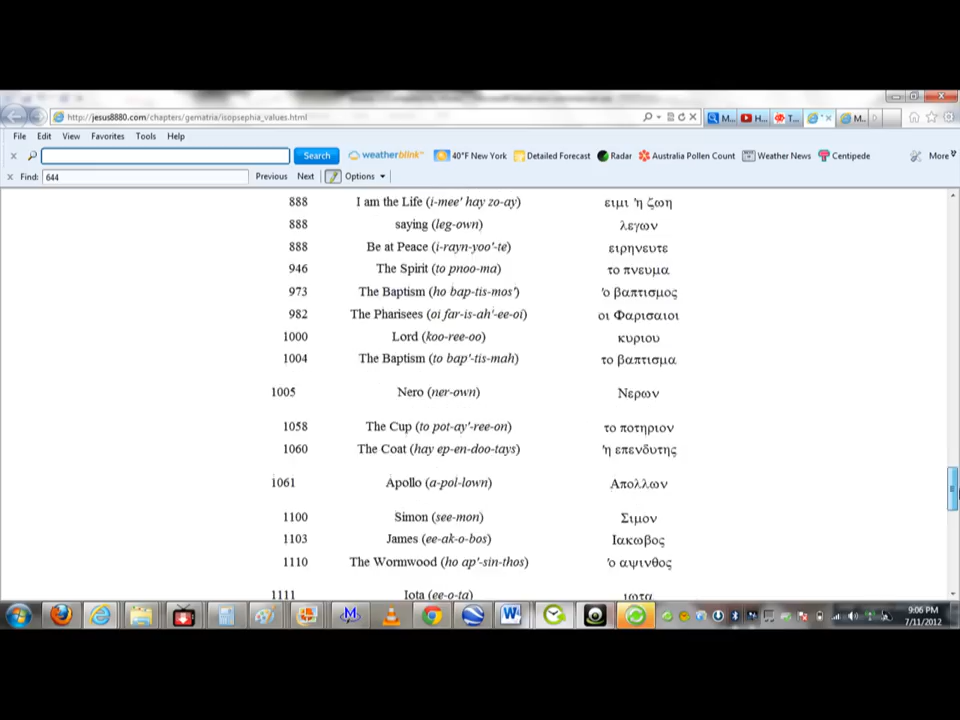 http://jesus8880.com/chapters/gematria/isopsephia_values.html
M...
H...
T...
M...
File Edit View Favorites Tools Help
Search
weatherblink™
40°F New York
Detailed Forecast
Radar
Australia Pollen Count
Weather News
Centipede
More
Find: 644
Previous Next Options
888 I am the Life (i-mee' hay zo-ay) ειμι 'η ζωη
888 saying (leg-own) λεγων
888 Be at Peace (i-rayn-yoo'-te) ειρηνευτε
946 The Spirit (to pnoo-ma) το πνευμα
973 The Baptism (ho bap-tis-mos') 'ο βαπτισμος
982 The Pharisees (oi far-is-ah'-ee-oi) οι Φαρισαιοι
1000 Lord (koo-ree-oo) κυριου
1004 The Baptism (to bap'-tis-mah) το βαπτισμα
1005 Nero (ner-own) Νερων
1058 The Cup (to pot-ay'-ree-on) το ποτηριον
1060 The Coat (hay ep-en-doo-tays) 'η επενδυτης
1061 Apollo (a-pol-lown) Απολλων
1100 Simon (see-mon) Σιμον
1103 James (ee-ak-o-bos) Ιακωβος
1110 The Wormwood (ho ap'-sin-thos) 'ο αψινθος
1111 Iota (ee-o-ta) ιωτα
9:06 PM
7/11/2012